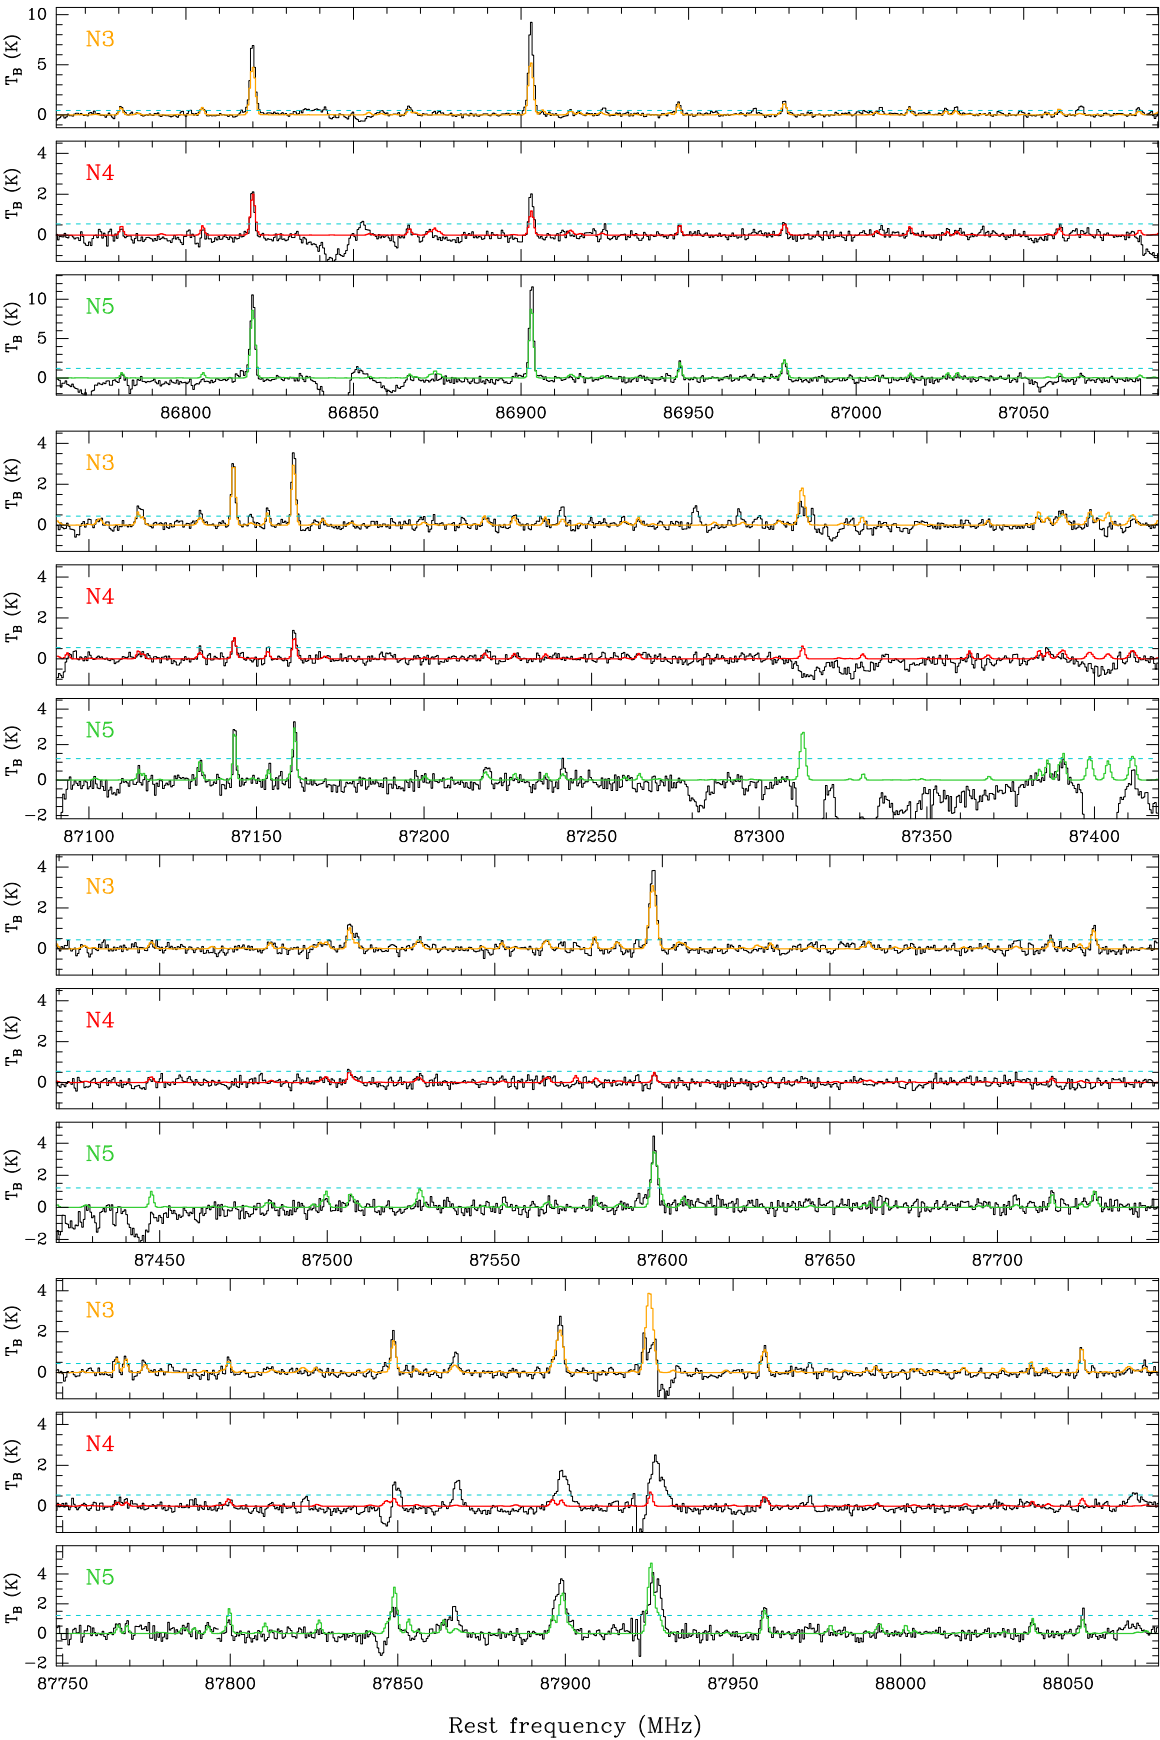 N3
T_B (K)
10
5
0
N4
T_B (K)
4
2
0
N5
T_B (K)
10
5
0
86800 86850 86900 86950 87000 87050
N3
T_B (K)
4
2
0
N4
T_B (K)
4
2
0
N5
T_B (K)
4
2
0
−2
87100 87150 87200 87250 87300 87350 87400
N3
T_B (K)
4
2
0
N4
T_B (K)
4
2
0
N5
T_B (K)
4
2
0
−2
87450 87500 87550 87600 87650 87700
N3
T_B (K)
4
2
0
N4
T_B (K)
4
2
0
N5
T_B (K)
4
2
0
−2
87750 87800 87850 87900 87950 88000 88050
Rest frequency (MHz)